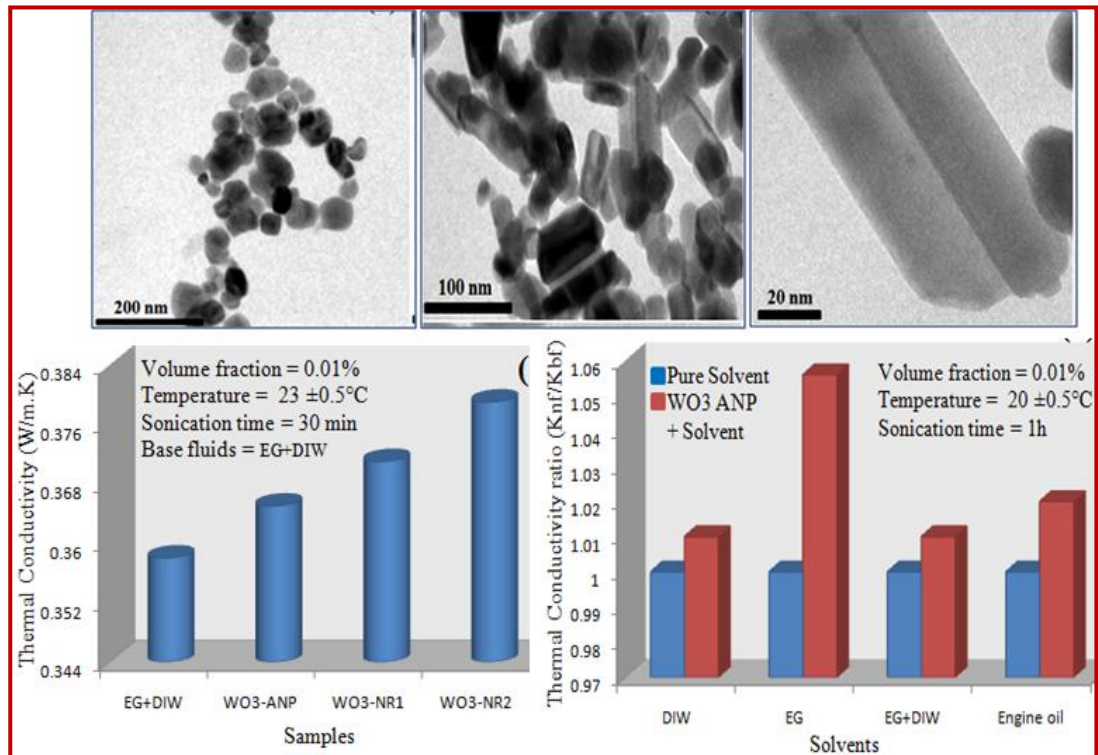 200 nm
100 nm
20 nm
Thermal Conductivity (W/m.K)
0.384
0.376
0.368
0.36
0.352
0.344
Volume fraction = 0.01%
Temperature = 23 ±0.5°C
Sonication time = 30 min
Base fluids = EG+DIW
(
EG+DIW
WO3-ANP
WO3-NR1
WO3-NR2
Samples
Thermal Conductivity ratio (Knf/Kbf)
1.06
1.05
1.04
1.03
1.02
1.01
1
0.99
0.98
0.97
Pure Solvent
WO3 ANP
+ Solvent
Volume fraction = 0.01%
Temperature = 20 ±0.5°C
Sonication time = 1h
DIW
EG
EG+DIW
Engine oil
Solvents